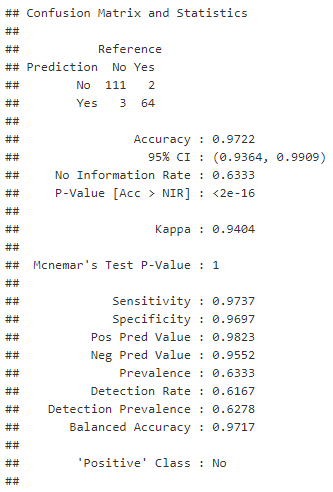 ## Confusion Matrix and Statistics
##
##           Reference
## Prediction  No Yes
##        No  111   2
##        Yes   3  64
##
##                Accuracy : 0.9722
##                  95% CI : (0.9364, 0.9909)
##     No Information Rate : 0.6333
##     P-Value [Acc > NIR] : <2e-16
##
##                   Kappa : 0.9404
##
##  Mcnemar's Test P-Value : 1
##
##             Sensitivity : 0.9737
##             Specificity : 0.9697
##          Pos Pred Value : 0.9823
##          Neg Pred Value : 0.9552
##              Prevalence : 0.6333
##          Detection Rate : 0.6167
##    Detection Prevalence : 0.6278
##       Balanced Accuracy : 0.9717
##
##        'Positive' Class : No
##